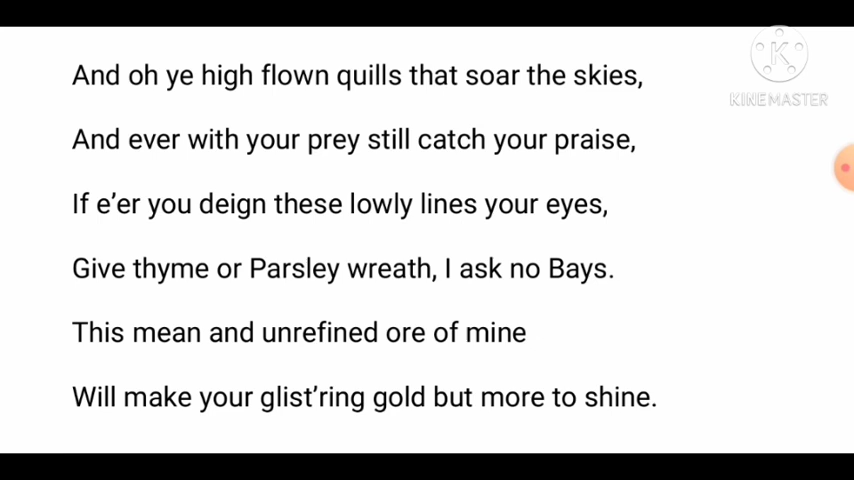 And oh ye high flown quills that soar the skies,
And ever with your prey still catch your praise,
If e’er you deign these lowly lines your eyes,
Give thyme or Parsley wreath, I ask no Bays.
This mean and unrefined ore of mine
Will make your glist’ring gold but more to shine.
K
KINEMASTER